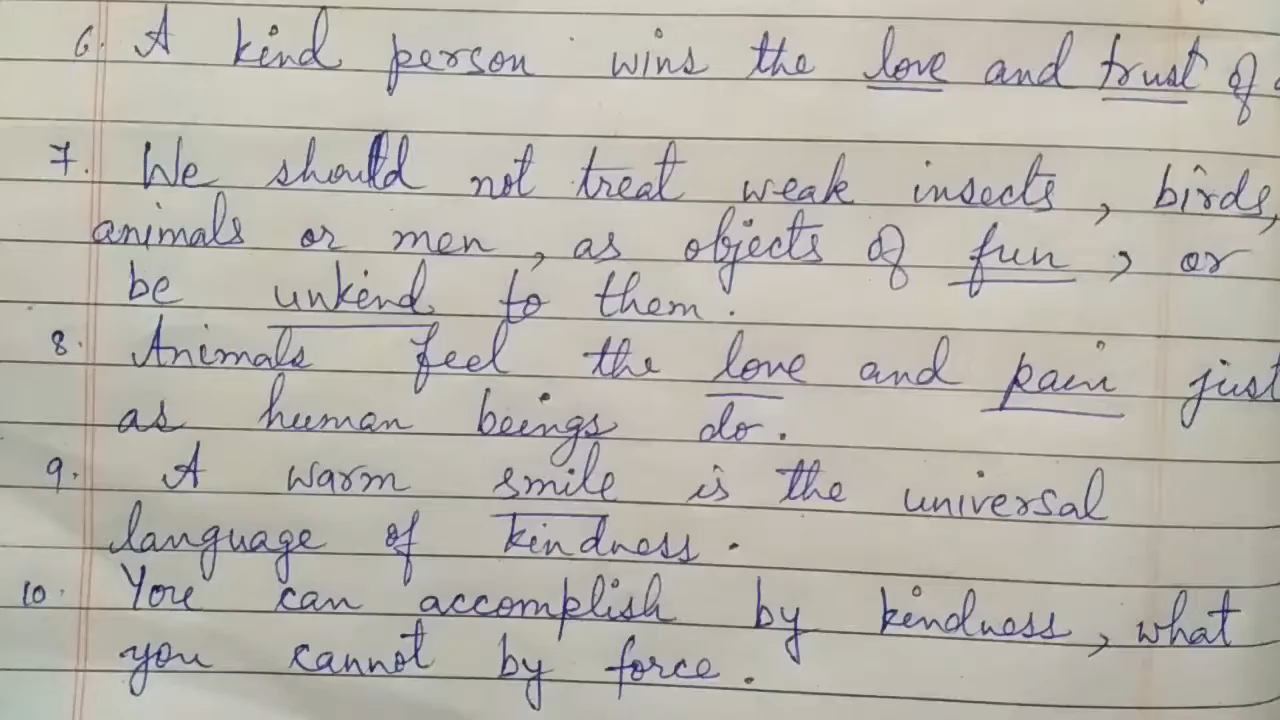 6. A kind person wins the love and trust of
7. We should not treat weak insects, birds,
animals or men, as objects of fun, or
be unkind to them.
8. Animals feel the love and pain just
as human beings do.
9. A warm smile is the universal
language of kindness.
10. You can accomplish by kindness, what
you cannot by force.